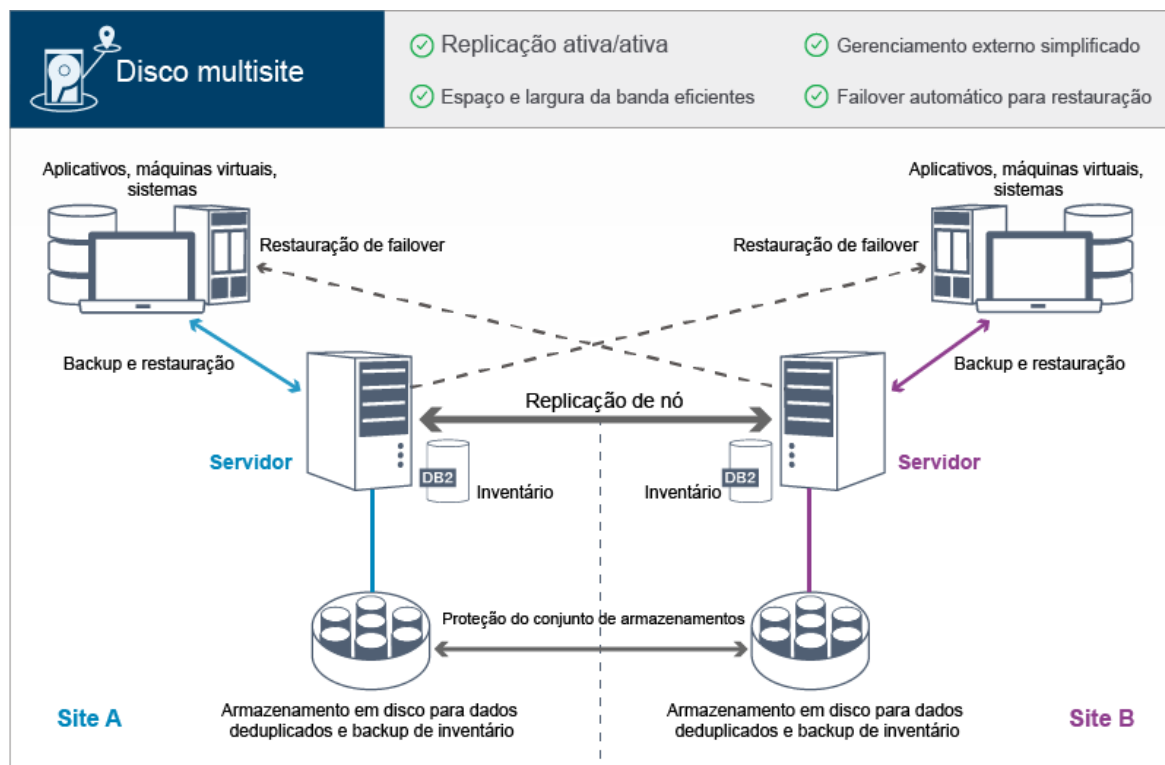 Disco multisite
Replicação ativa/ativa
Gerenciamento externo simplificado
Espaço e largura da banda eficientes
Failover automático para restauração
Aplicativos, máquinas virtuais,
sistemas
Aplicativos, máquinas virtuais,
sistemas
Restauração de failover
Restauração de failover
Backup e restauração
Backup e restauração
Replicação de nó
Servidor
Servidor
DB2
Inventário
Inventário
DB2
Proteção do conjunto de armazenamentos
Site A
Armazenamento em disco para dados
deduplicados e backup de inventário
Armazenamento em disco para dados
deduplicados e backup de inventário
Site B